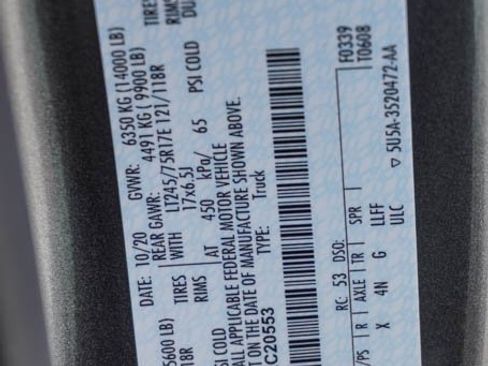 DATE: 10/20 GVWR: 6350 KG (14000 LB)
5600 LB) REAR GAWR: 4491 KG ( 9900 LB)
18R TIRES WITH LT245/75R17E 121/118R TIRES
RIMS 17x6.5J RIMS
PSI COLD AT 450 kPa/ 65 PSI COLD DU
ALL APPLICABLE FEDERAL MOTOR VEHICLE
T ON THE DATE OF MANUFACTURE SHOWN ABOVE.
C20553 TYPE: Truck
F0339
T0608
RC: 53 DSO:
/PS R AXLE TR SPR
X 4N G LLFF
ULC
▽ 5U5A-3520472-AA